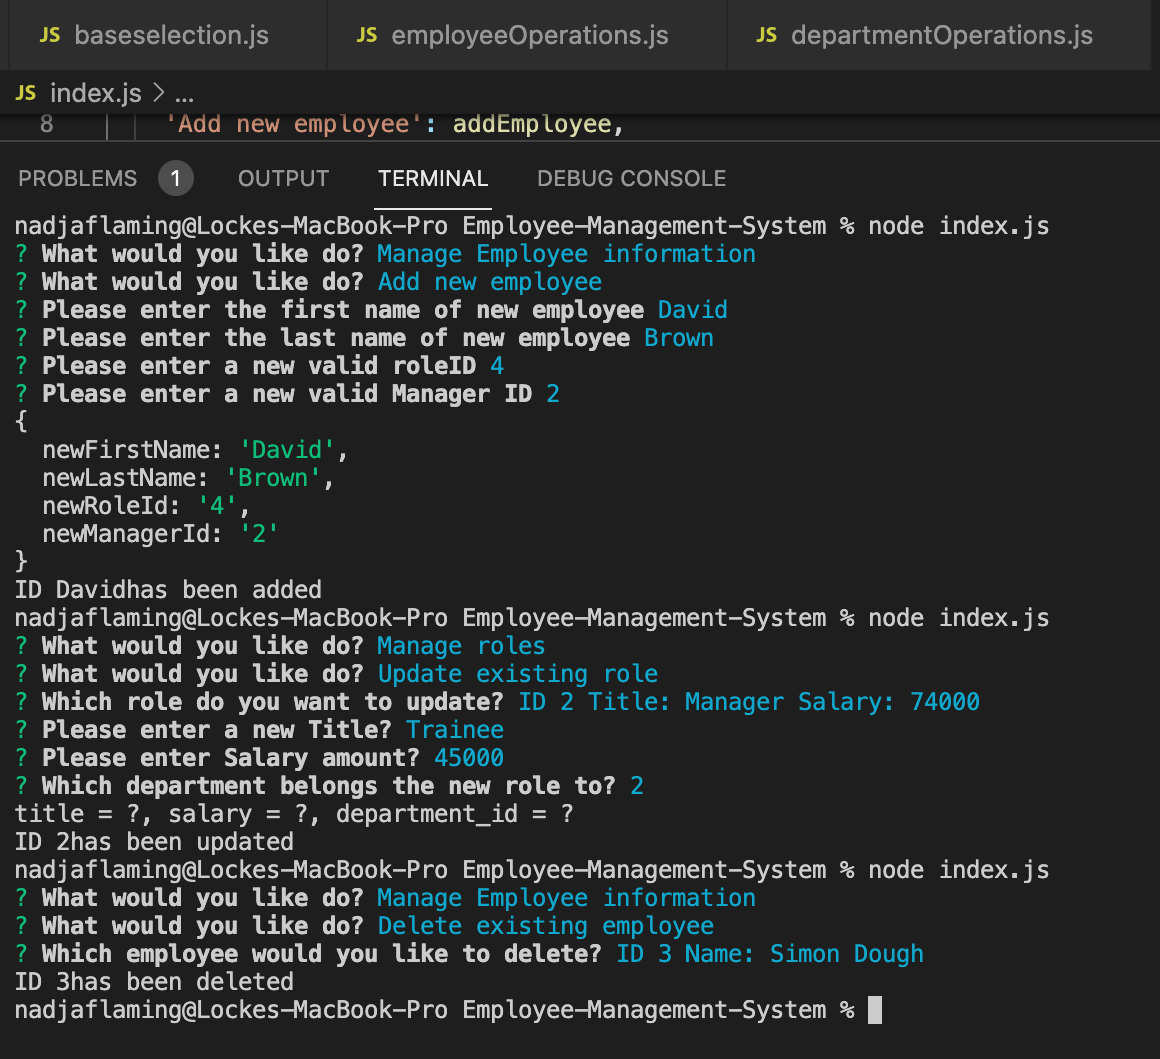 JS baseselection.js JS employeeOperations.js JS departmentOperations.js
JS index.js > ...
8 'Add new employee': addEmployee,
PROBLEMS 1 OUTPUT TERMINAL DEBUG CONSOLE
nadjaflaming@Lockes-MacBook-Pro Employee-Management-System % node index.js
? What would you like do? Manage Employee information
? What would you like do? Add new employee
? Please enter the first name of new employee David
? Please enter the last name of new employee Brown
? Please enter a new valid roleID 4
? Please enter a new valid Manager ID 2
{
  newFirstName: 'David',
  newLastName: 'Brown',
  newRoleId: '4',
  newManagerId: '2'
}
ID Davidhas been added
nadjaflaming@Lockes-MacBook-Pro Employee-Management-System % node index.js
? What would you like do? Manage roles
? What would you like do? Update existing role
? Which role do you want to update? ID 2 Title: Manager Salary: 74000
? Please enter a new Title? Trainee
? Please enter Salary amount? 45000
? Which department belongs the new role to? 2
title = ?, salary = ?, department_id = ?
ID 2has been updated
nadjaflaming@Lockes-MacBook-Pro Employee-Management-System % node index.js
? What would you like do? Manage Employee information
? What would you like do? Delete existing employee
? Which employee would you like to delete? ID 3 Name: Simon Dough
ID 3has been deleted
nadjaflaming@Lockes-MacBook-Pro Employee-Management-System %